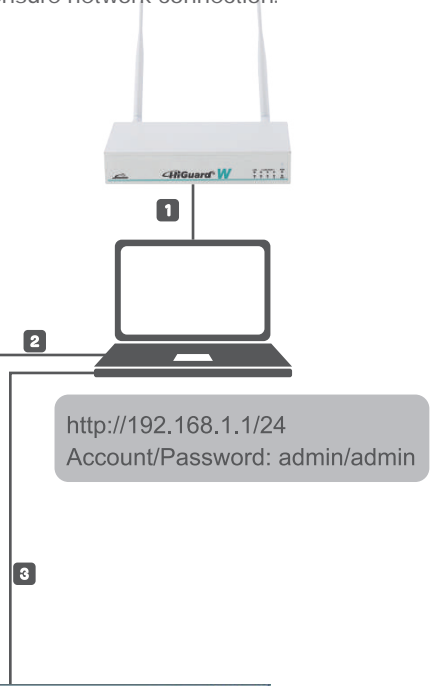 ensure network connection.
HiGuard W
1
2
http://192.168.1.1/24
Account/Password: admin/admin
3